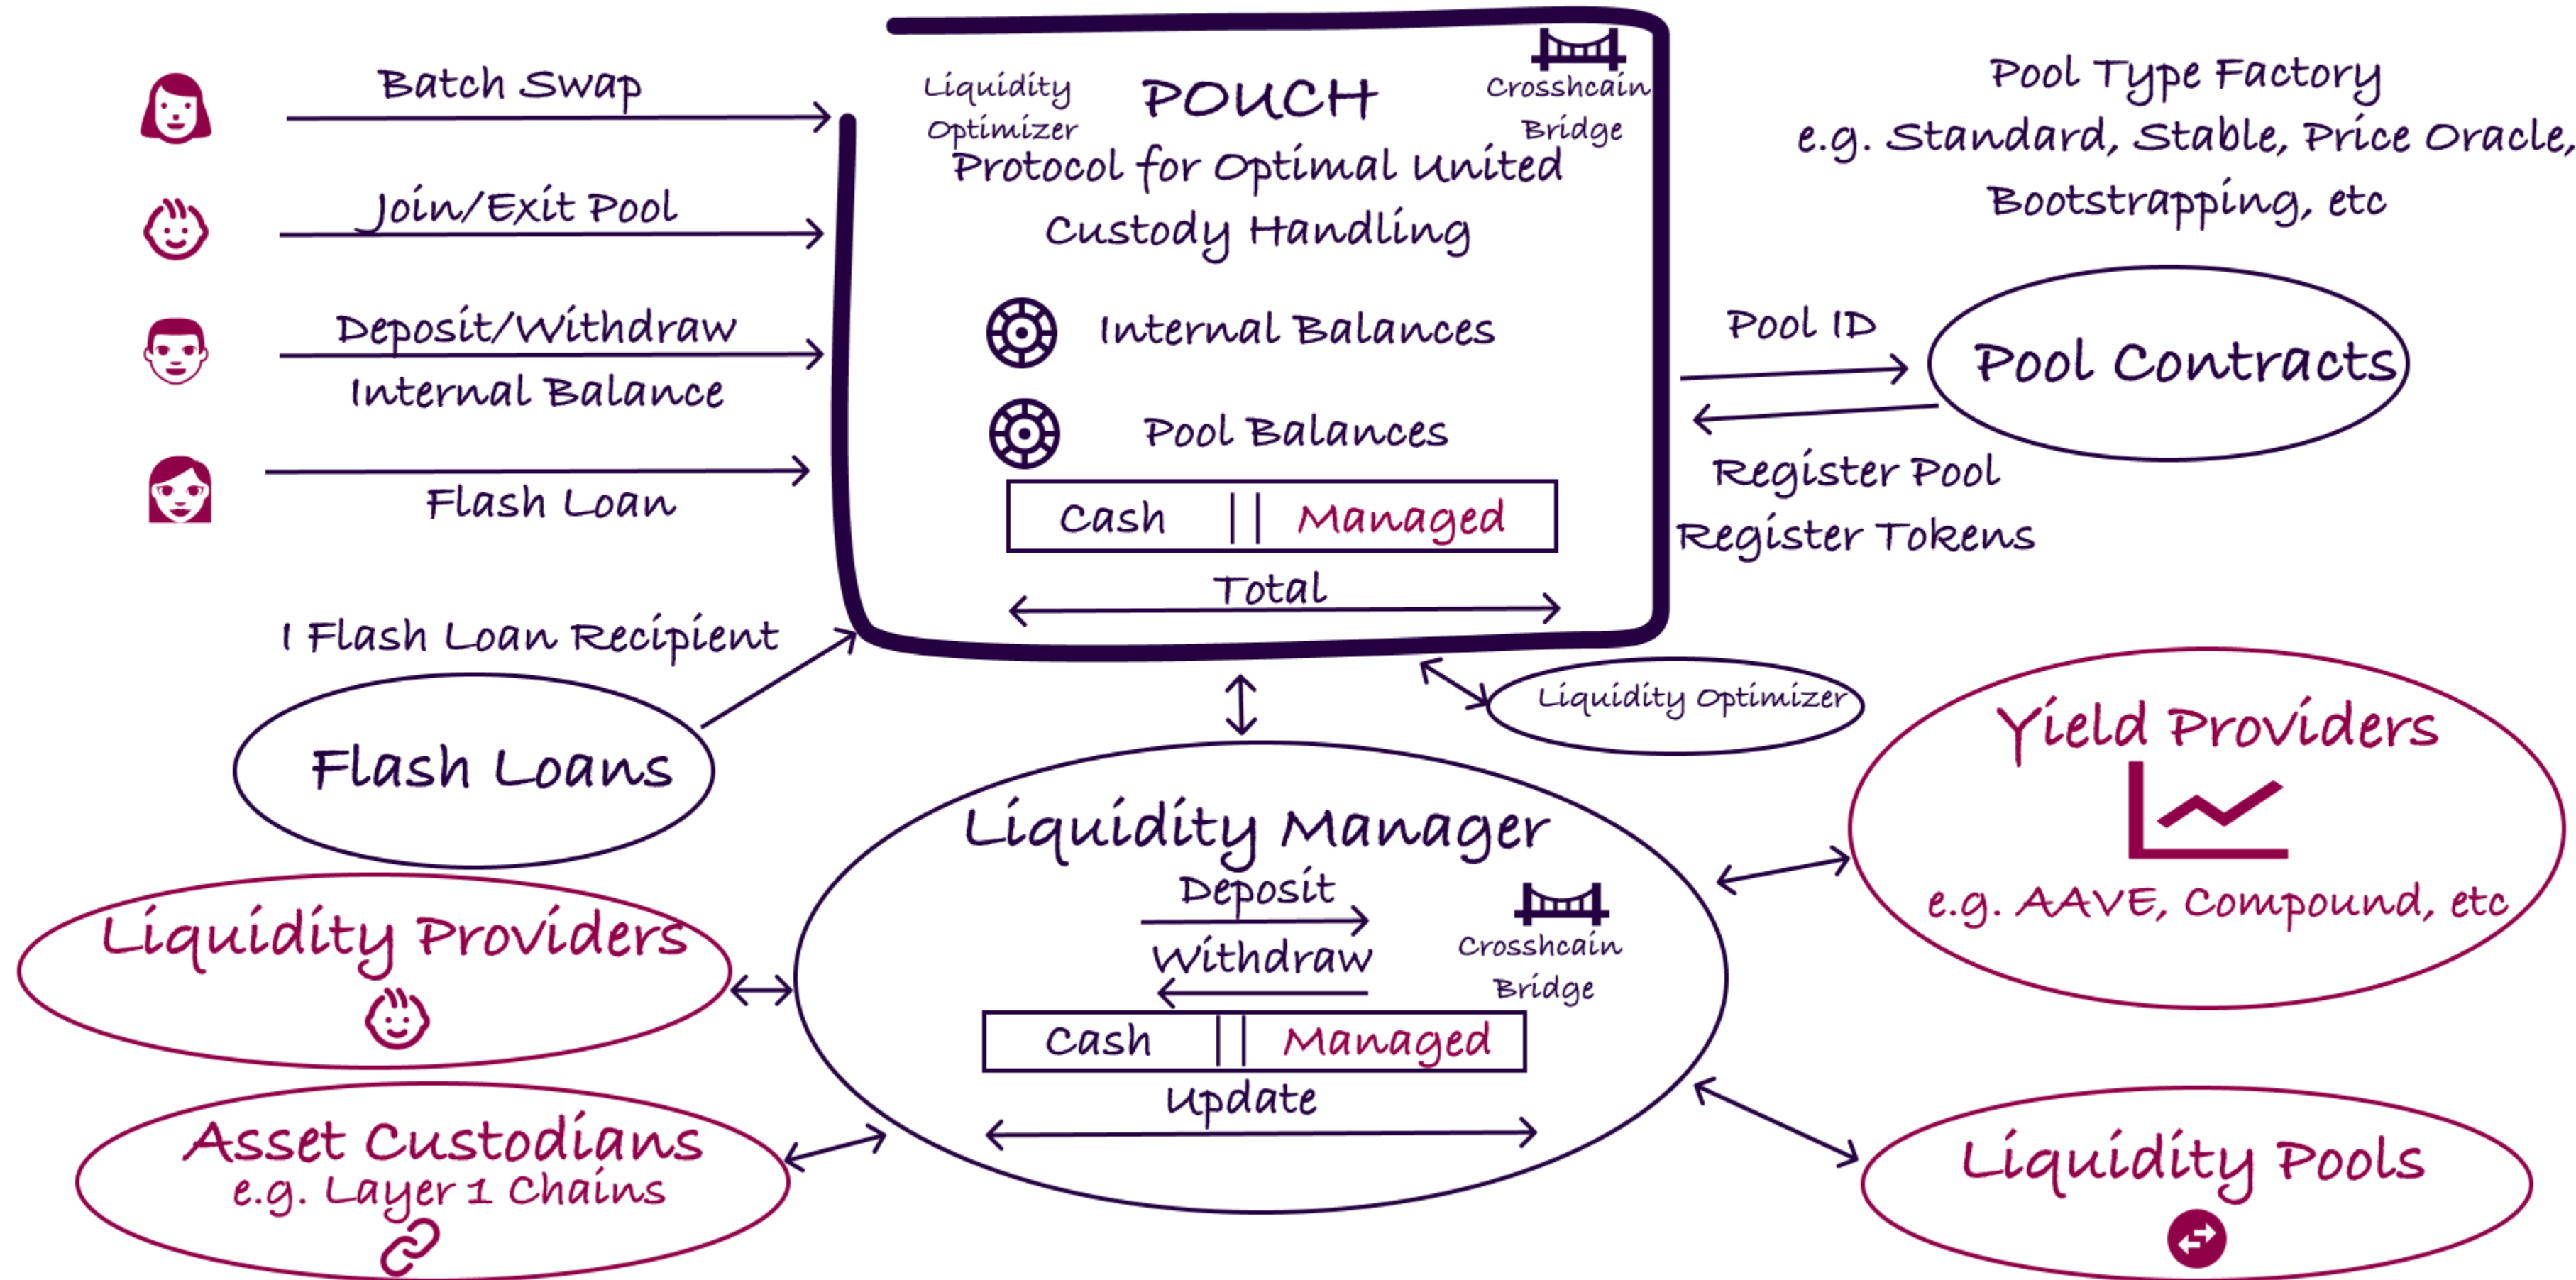 Batch Swap
Join/Exit Pool
Deposit/Withdraw
Internal Balance
Flash Loan
Liquidity
Optimizer
POUCH
Crosshcain
Bridge
Protocol for Optimal United
Custody Handling
Internal Balances
Pool Balances
Cash || Managed
Total
Pool Type Factory
e.g. Standard, Stable, Price Oracle,
Bootstrapping, etc
Pool ID
Pool Contracts
Register Pool
Register Tokens
I Flash Loan Recipient
Flash Loans
Liquidity Optimizer
Yield Providers
e.g. AAVE, Compound, etc
Liquidity Manager
Deposit
Withdraw
Crosshcain
Bridge
Cash || Managed
Update
Liquidity Providers
Asset Custodians
e.g. Layer 1 Chains
Liquidity Pools